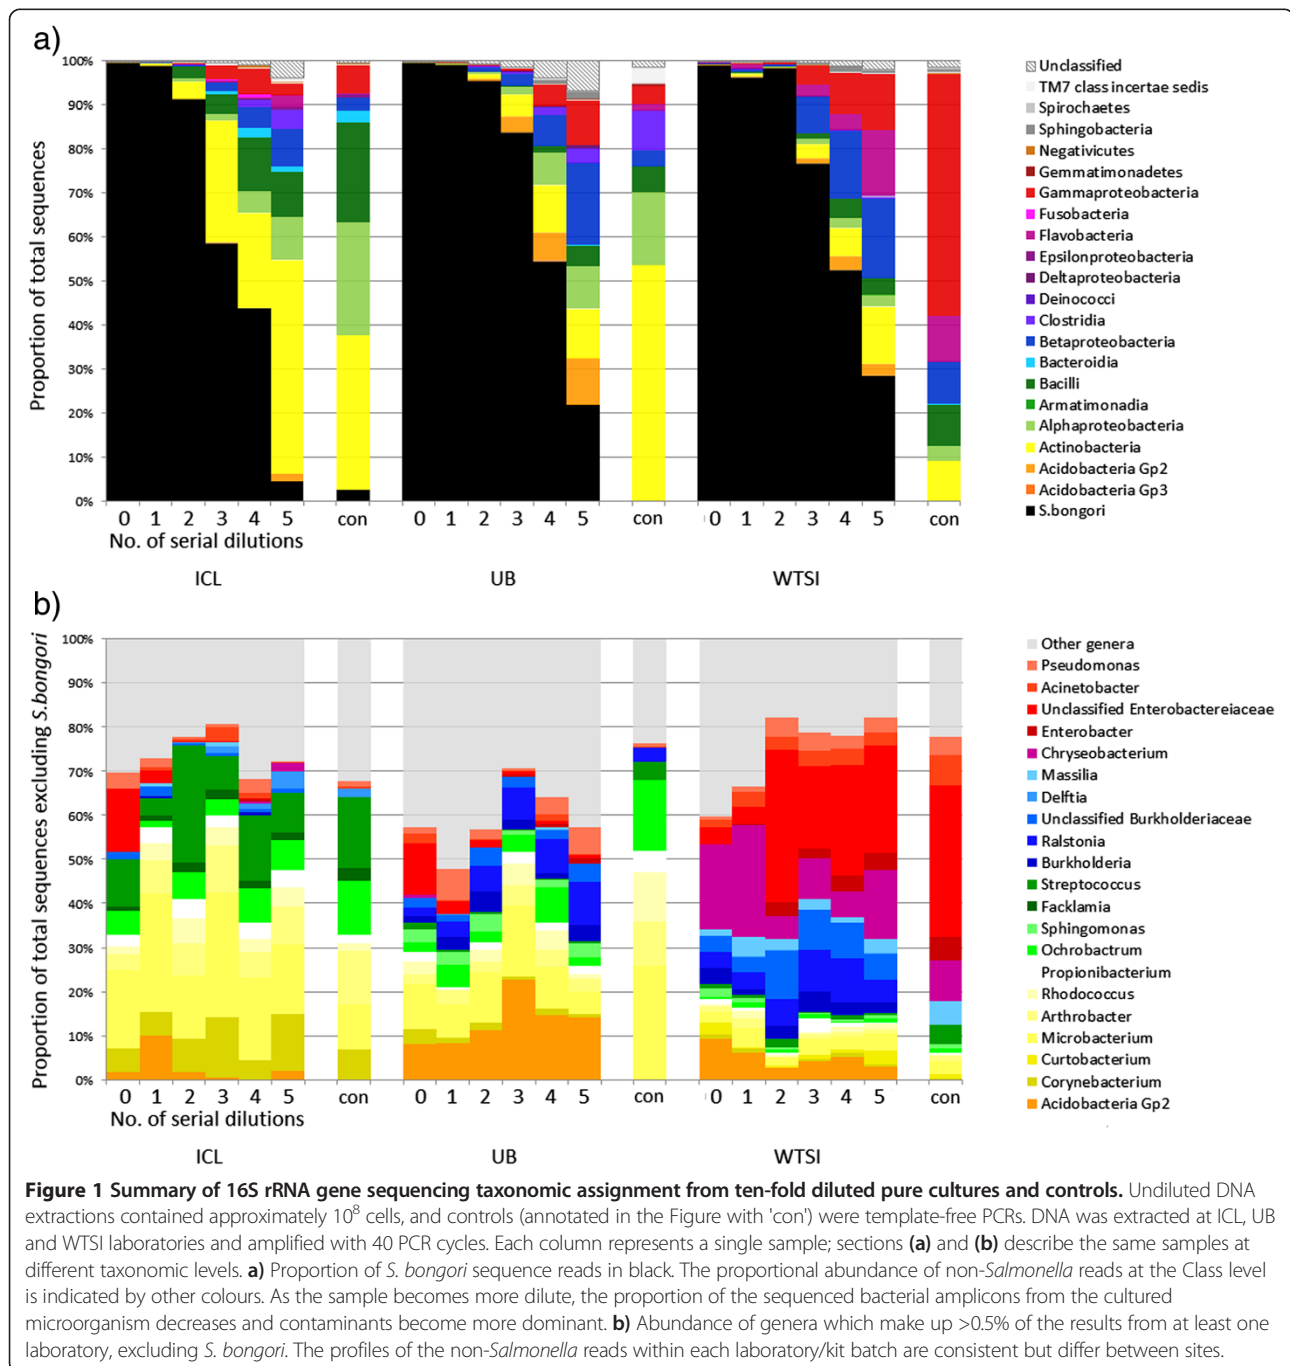 a)
Proportion of total sequences
100%
90%
80%
70%
60%
50%
40%
30%
20%
10%
0%
0 1 2 3 4 5 con 0 1 2 3 4 5 con 0 1 2 3 4 5 con
No. of serial dilutions
ICL UB WTSI
Unclassified
TM7 class incertae sedis
Spirochaetes
Sphingobacteria
Negativicutes
Gemmatimonadetes
Gammaproteobacteria
Fusobacteria
Flavobacteria
Epsilonproteobacteria
Deltaproteobacteria
Deinococci
Clostridia
Betaproteobacteria
Bacteroidia
Bacilli
Armatimonadia
Alphaproteobacteria
Actinobacteria
Acidobacteria Gp2
Acidobacteria Gp3
S.bongori
b)
Proportion of total sequences excluding S.bongori
100%
90%
80%
70%
60%
50%
40%
30%
20%
10%
0%
0 1 2 3 4 5 con 0 1 2 3 4 5 con 0 1 2 3 4 5 con
No. of serial dilutions
ICL UB WTSI
Other genera
Pseudomonas
Acinetobacter
Unclassified Enterobactereiaceae
Enterobacter
Chryseobacterium
Massilia
Delftia
Unclassified Burkholderiaceae
Ralstonia
Burkholderia
Streptococcus
Facklamia
Sphingomonas
Ochrobactrum
Propionibacterium
Rhodococcus
Arthrobacter
Microbacterium
Curtobacterium
Corynebacterium
Acidobacteria Gp2
Figure 1 Summary of 16S rRNA gene sequencing taxonomic assignment from ten-fold diluted pure cultures and controls. Undiluted DNA
extractions contained approximately 10⁸ cells, and controls (annotated in the Figure with 'con') were template-free PCRs. DNA was extracted at ICL, UB
and WTSI laboratories and amplified with 40 PCR cycles. Each column represents a single sample; sections (a) and (b) describe the same samples at
different taxonomic levels. a) Proportion of S. bongori sequence reads in black. The proportional abundance of non-Salmonella reads at the Class level
is indicated by other colours. As the sample becomes more dilute, the proportion of the sequenced bacterial amplicons from the cultured
microorganism decreases and contaminants become more dominant. b) Abundance of genera which make up >0.5% of the results from at least one
laboratory, excluding S. bongori. The profiles of the non-Salmonella reads within each laboratory/kit batch are consistent but differ between sites.